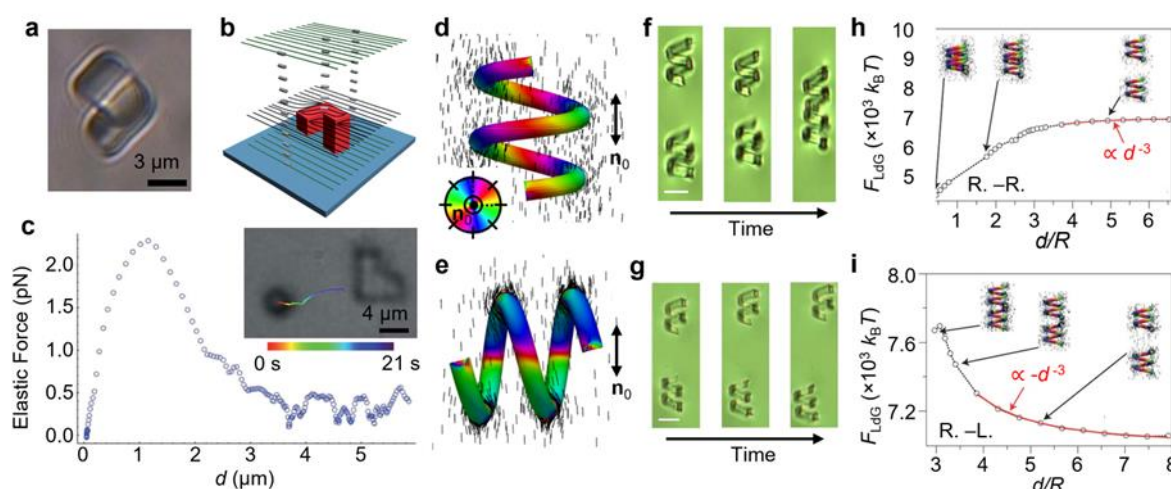 a
3 μm
b
c
Elastic Force (pN)
2.0
1.5
1.0
0.5
0.0
0
1
2
3
4
5
d (μm)
4 μm
0 s
21 s
d
n₀
n₀
e
n₀
f
Time
g
Time
h
F_LdG (×10³ k_B T)
10
9
8
7
6
5
R. –R.
∝ d⁻³
1
2
3
4
5
6
7
d/R
i
F_LdG (×10³ k_B T)
8.0
7.6
7.2
R. –L.
∝ -d⁻³
3
4
5
6
7
8
d/R